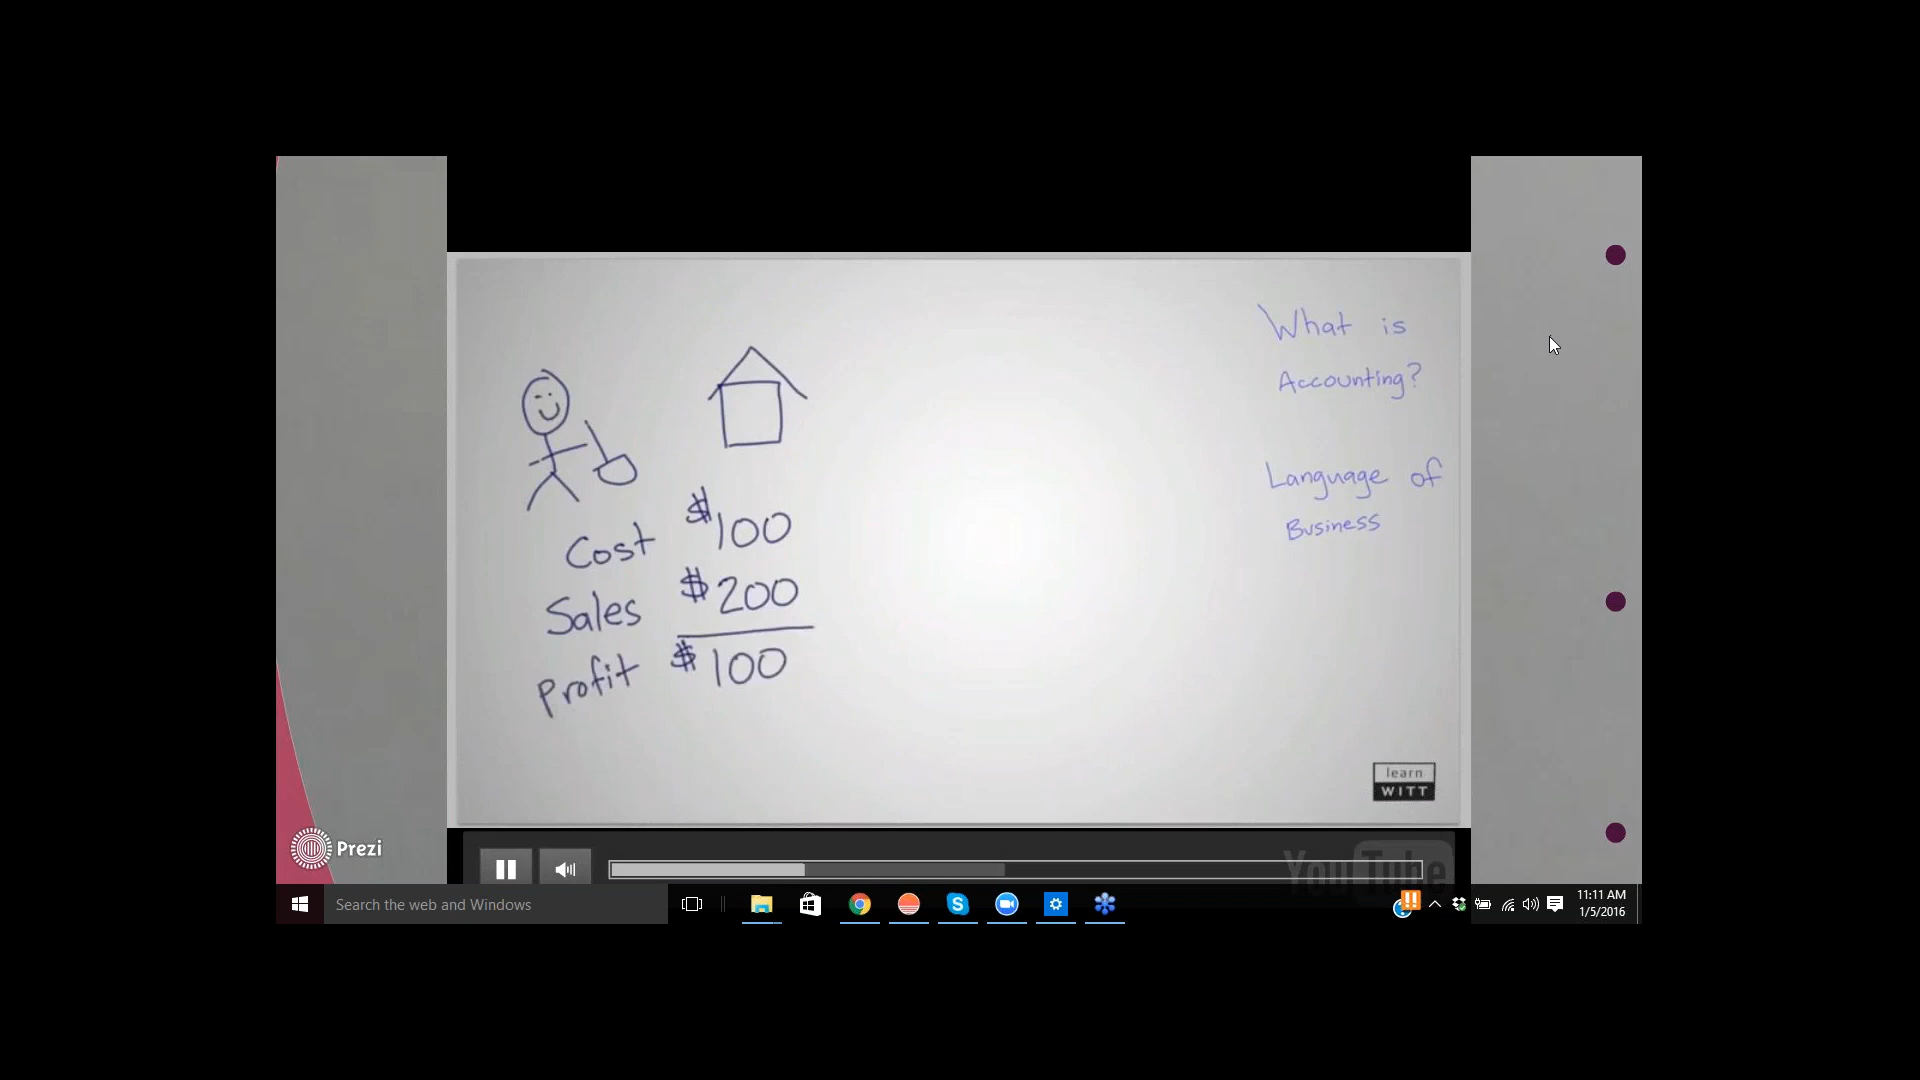 What is
Accounting?
Language of
Business
Cost $100
Sales $200
Profit $100
learn
WITT
Prezi
YouTube
Search the web and Windows
11:11 AM
1/5/2016